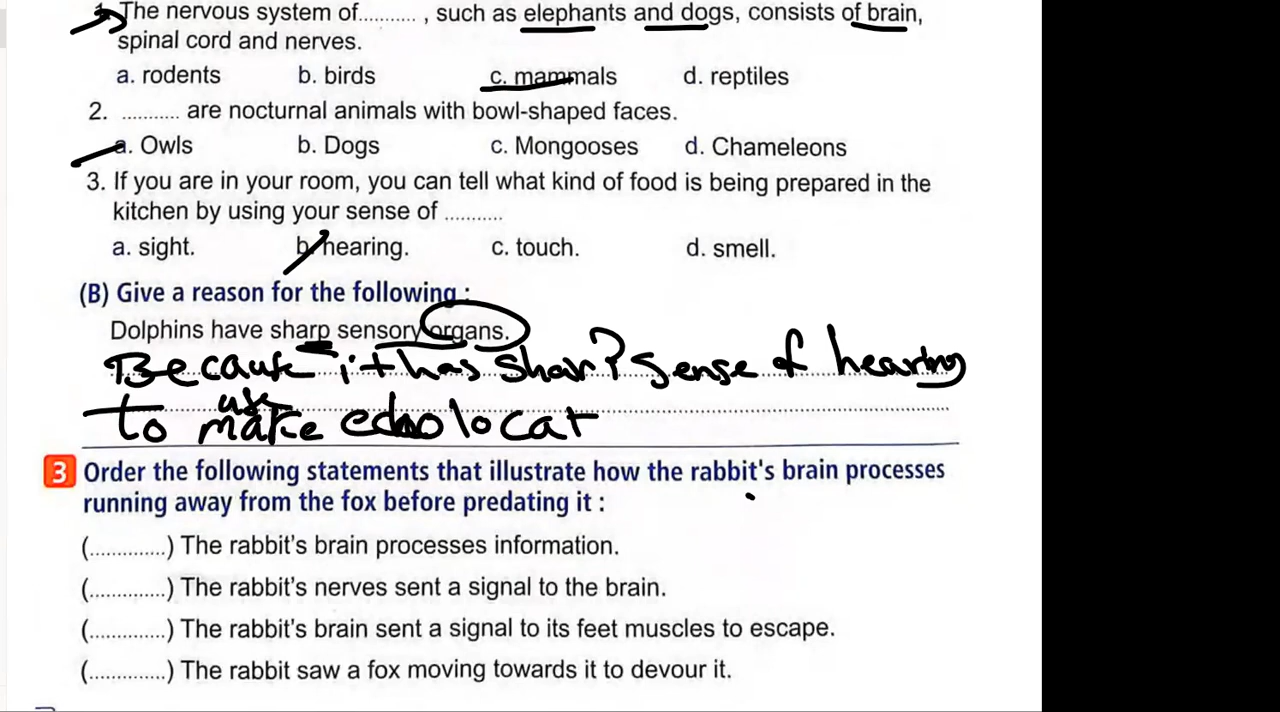 The nervous system of........... , such as elephants and dogs, consists of brain,
spinal cord and nerves.
a. rodents b. birds c. mammals d. reptiles
2. ........... are nocturnal animals with bowl-shaped faces.
a. Owls b. Dogs c. Mongooses d. Chameleons
3. If you are in your room, you can tell what kind of food is being prepared in the
kitchen by using your sense of ...........
a. sight. b. hearing. c. touch. d. smell.
(B) Give a reason for the following :
Dolphins have sharp sensory organs.
Because it has sharp sense of hearing
use
to make echolocat
3 Order the following statements that illustrate how the rabbit's brain processes
running away from the fox before predating it :
(.............) The rabbit's brain processes information.
(.............) The rabbit's nerves sent a signal to the brain.
(.............) The rabbit's brain sent a signal to its feet muscles to escape.
(.............) The rabbit saw a fox moving towards it to devour it.